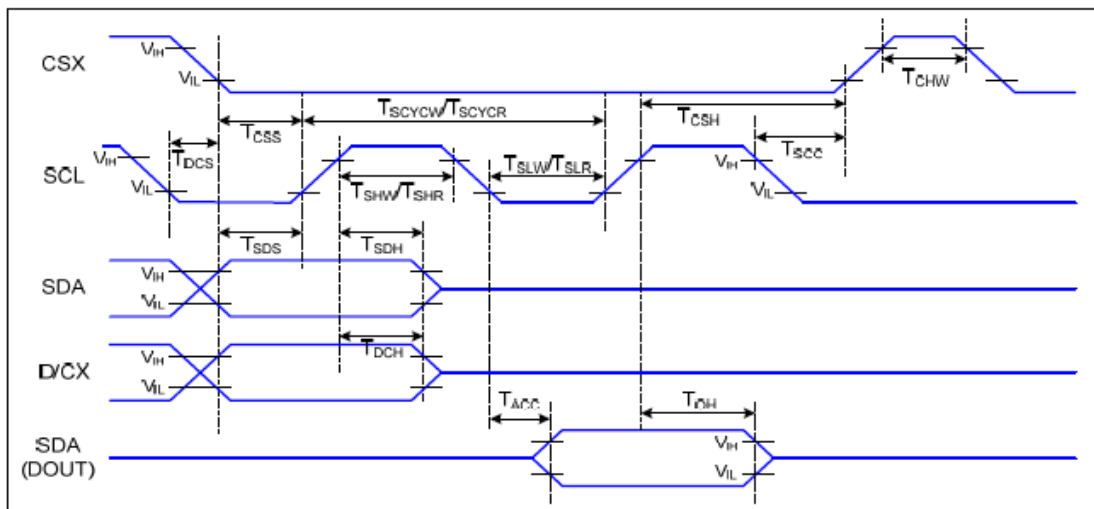 CSX
VIH
VIL
TCHW
TCSS
TSCYCW/TSCYCR
TCSH
TDCS
TSCC
SCL
VIH
VIL
TSHW/TSHR
TSLW/TSLR
VIH
VIL
TSDS
TSDH
SDA
VIH
VIL
TDCH
D/CX
VIH
VIL
TACC
TOH
SDA
(DOUT)
VIH
VIL